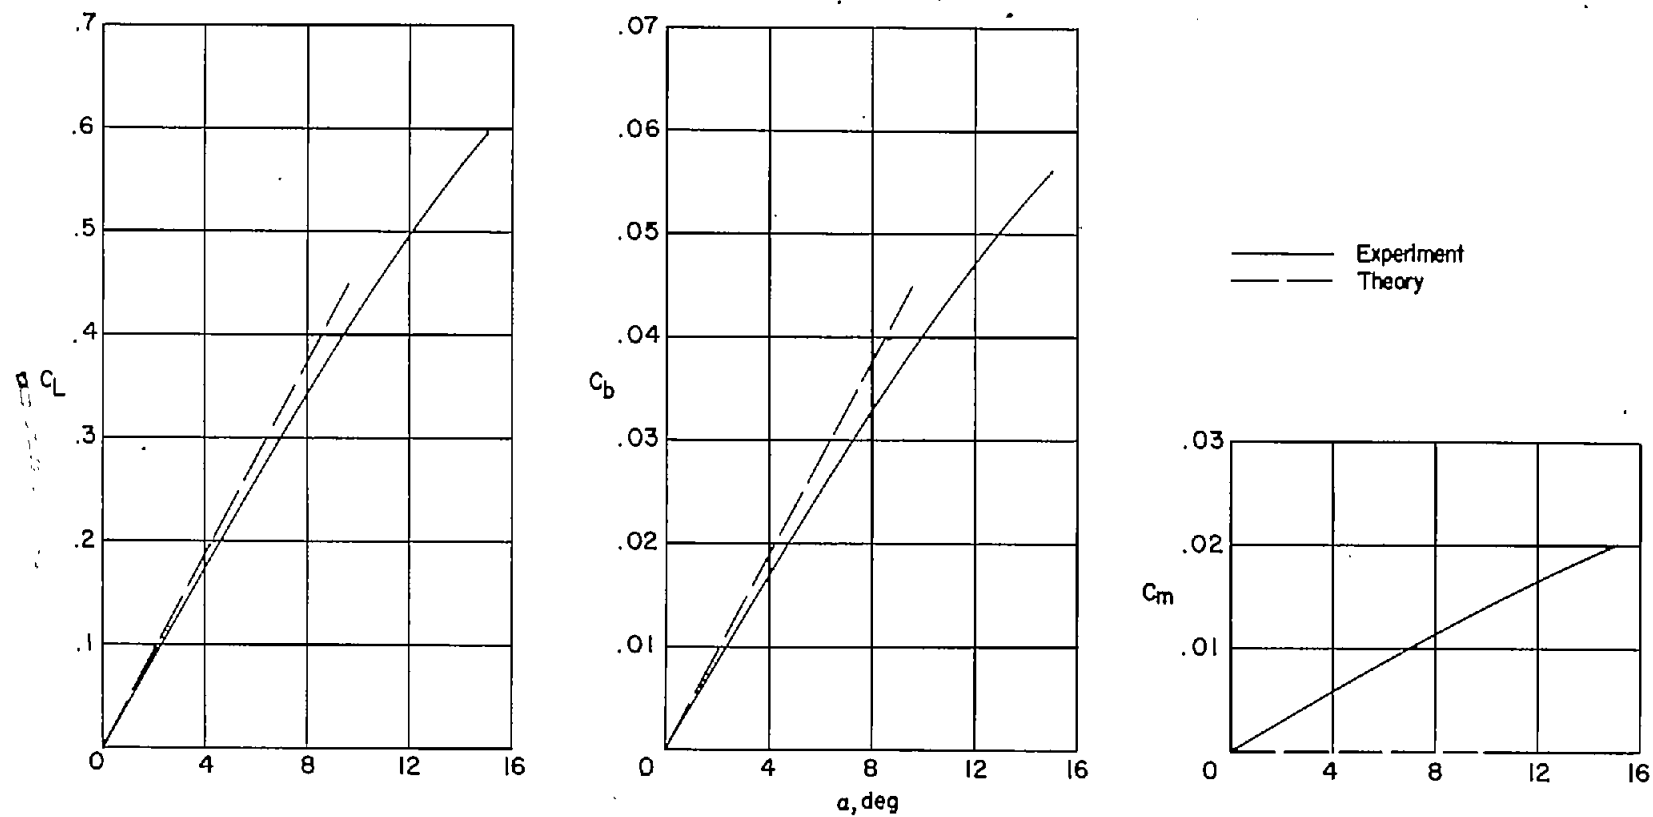 .7
.6
.5
.4
.3
.2
.1
0 4 8 12 16
C_L
.07
.06
.05
.04
.03
.02
.01
0 4 8 12 16
C_b
α, deg
Experiment
Theory
.03
.02
.01
0 4 8 12 16
C_m